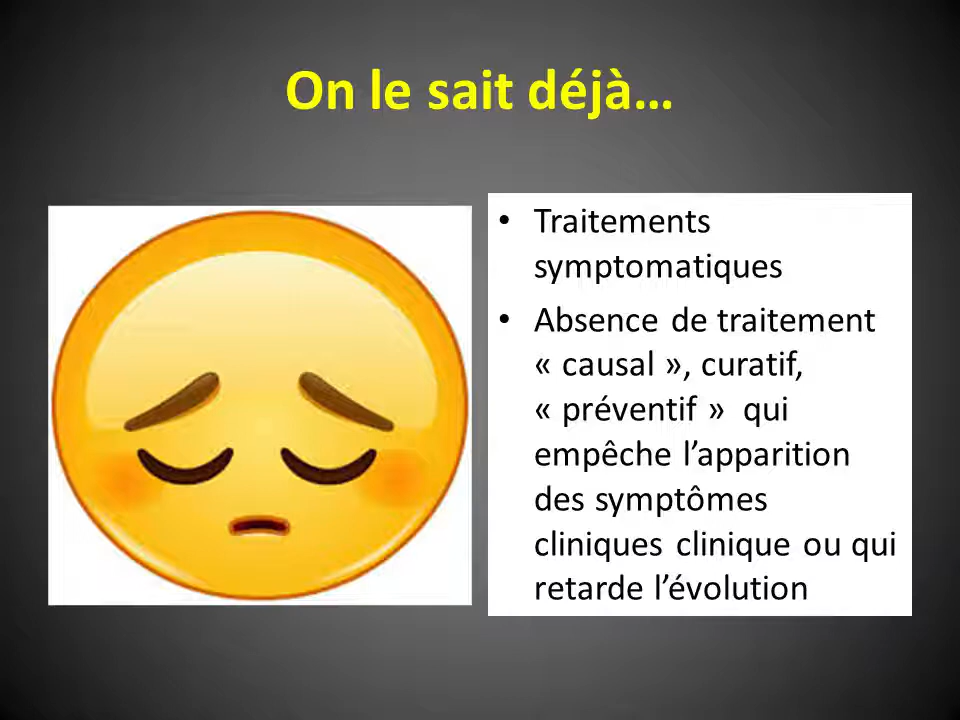 On le sait déjà…
• Traitements
symptomatiques
• Absence de traitement
« causal », curatif,
« préventif »  qui
empêche l’apparition
des symptômes
cliniques clinique ou qui
retarde l’évolution